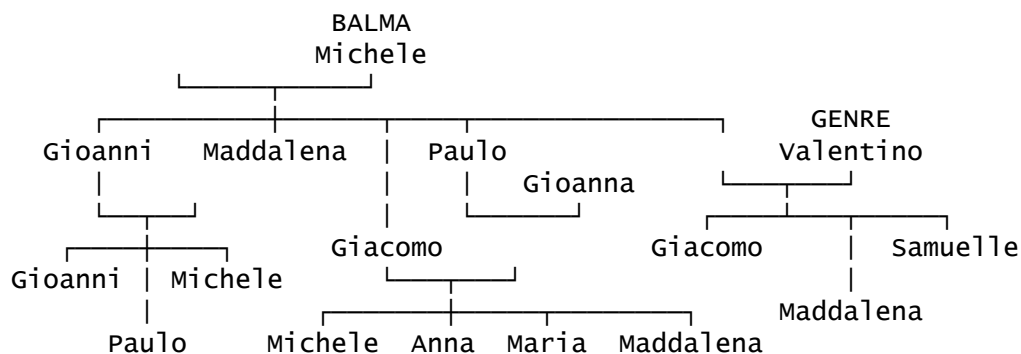 BALMA
Michele
GENRE
Gioanni Maddalena Paulo Valentino
Gioanna
Giacomo Giacomo Samuelle
Gioanni Michele
Maddalena
Paulo Michele Anna Maria Maddalena